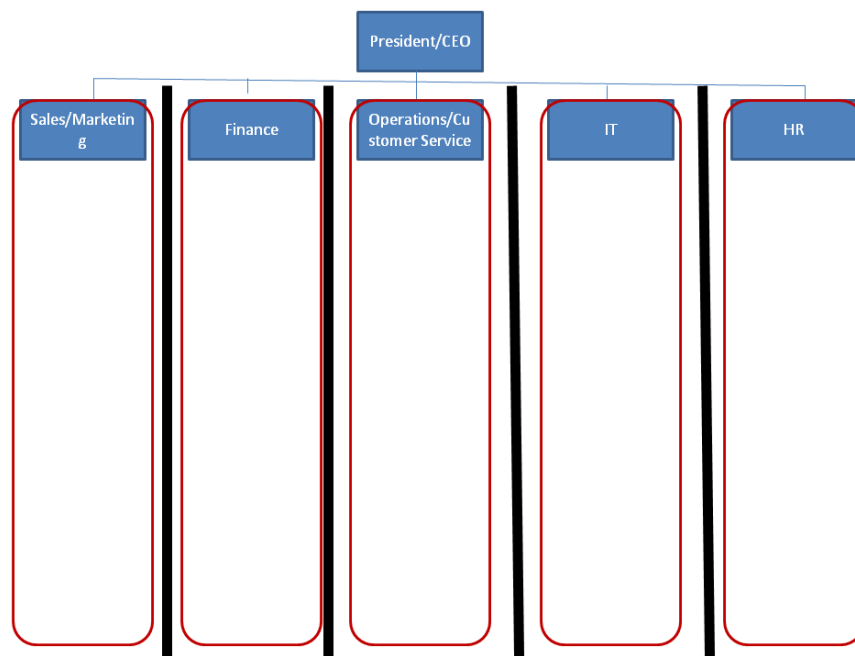 President/CEO
Sales/Marketin
g
Finance
Operations/Cu
stomer Service
IT
HR